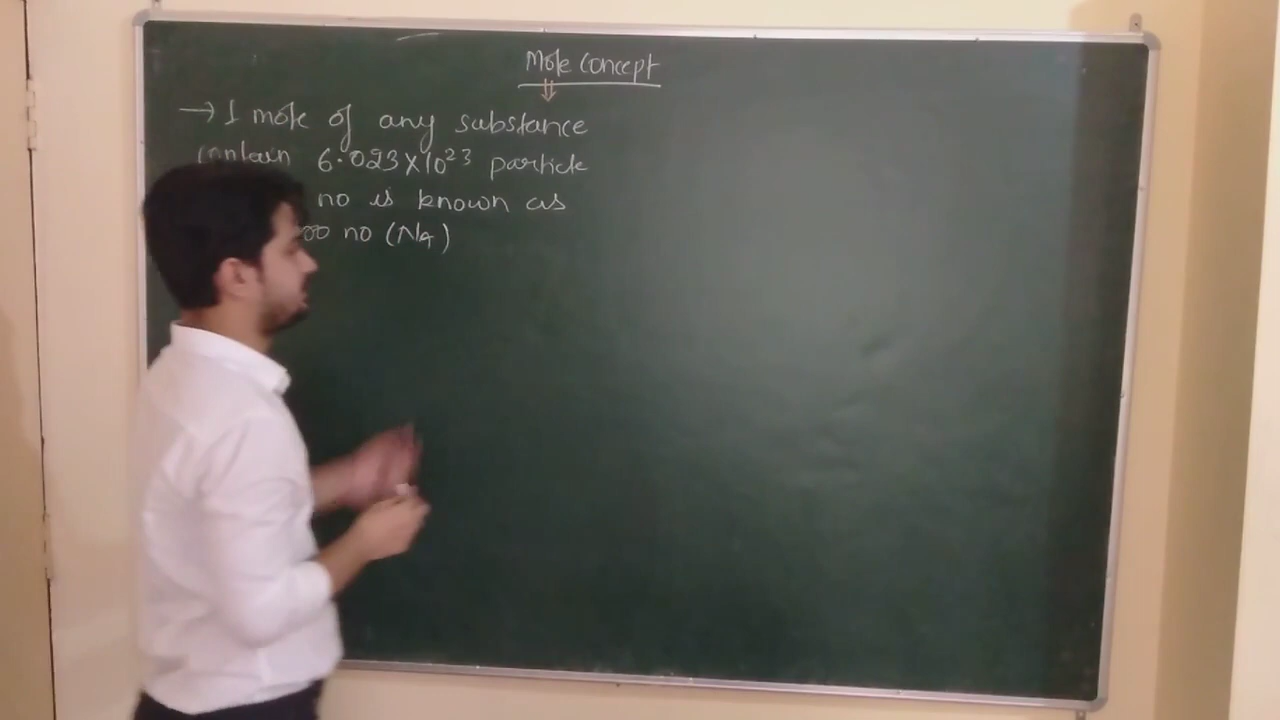 Mole Concept
→ 1 mole of any substance
contain 6.023×10²³ particle
no is known as
no (NA)